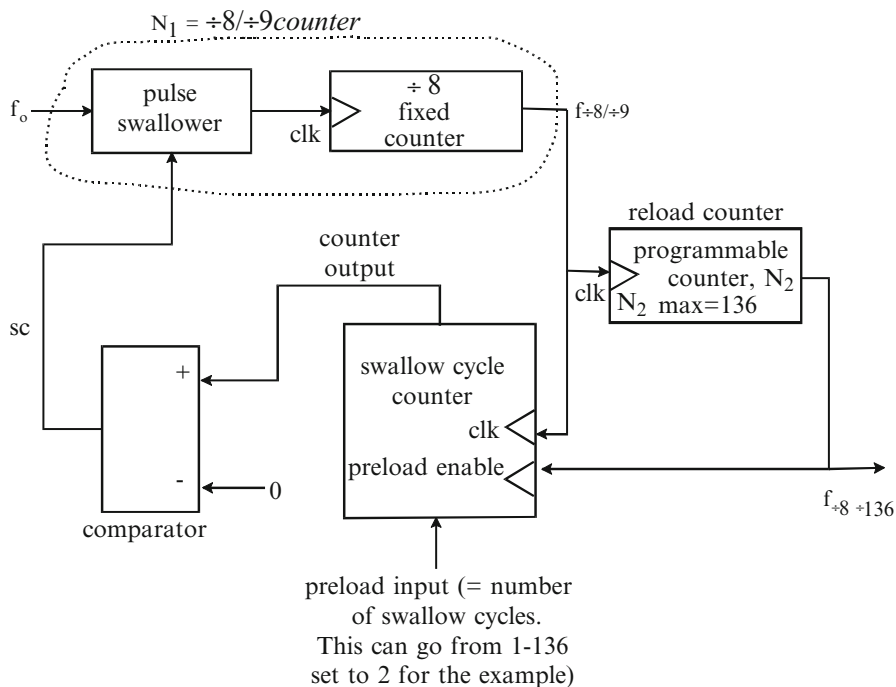 N₁ = ÷8/÷9counter
pulse
swallower
÷ 8
fixed
counter
clk
fₒ
f÷8/÷9
reload counter
programmable
counter, N₂
N₂ max=136
clk
counter
output
sc
+
-
0
comparator
swallow cycle
counter
clk
preload enable
f÷8 ÷136
preload input (= number
of swallow cycles.
This can go from 1-136
set to 2 for the example)